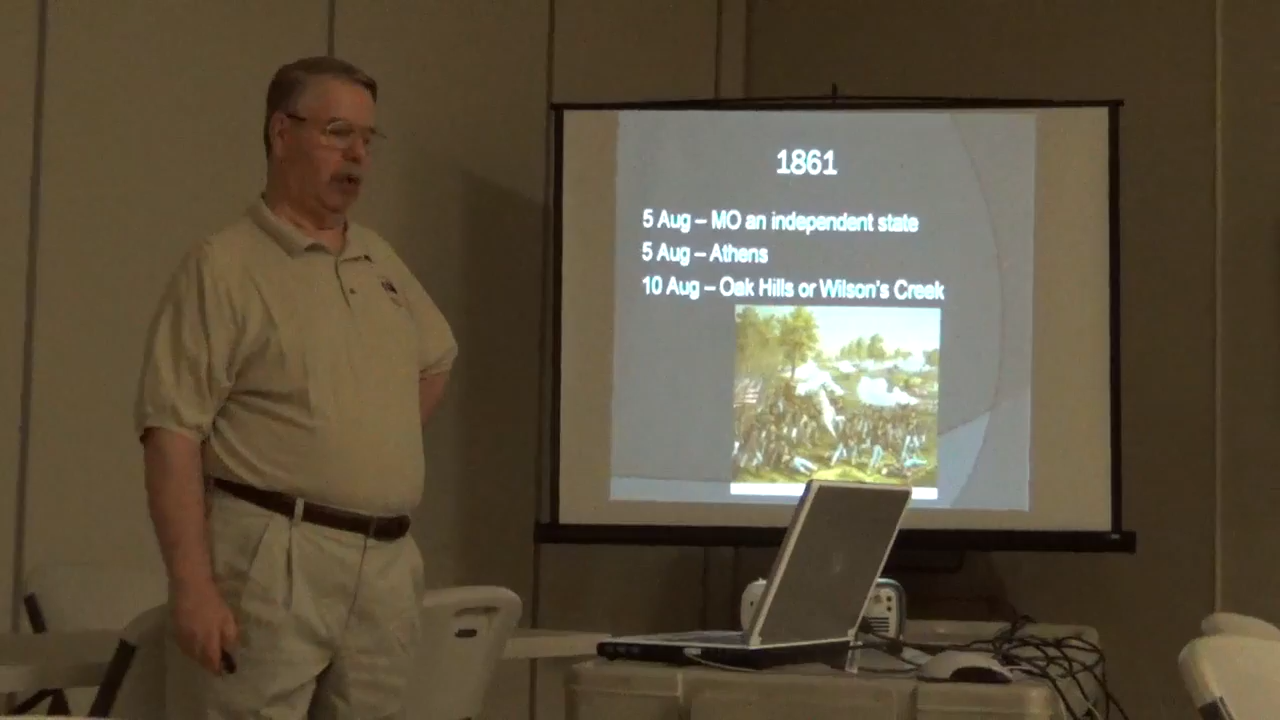 1861
5 Aug – MO an independent state
5 Aug – Athens
10 Aug – Oak Hills or Wilson's Creek